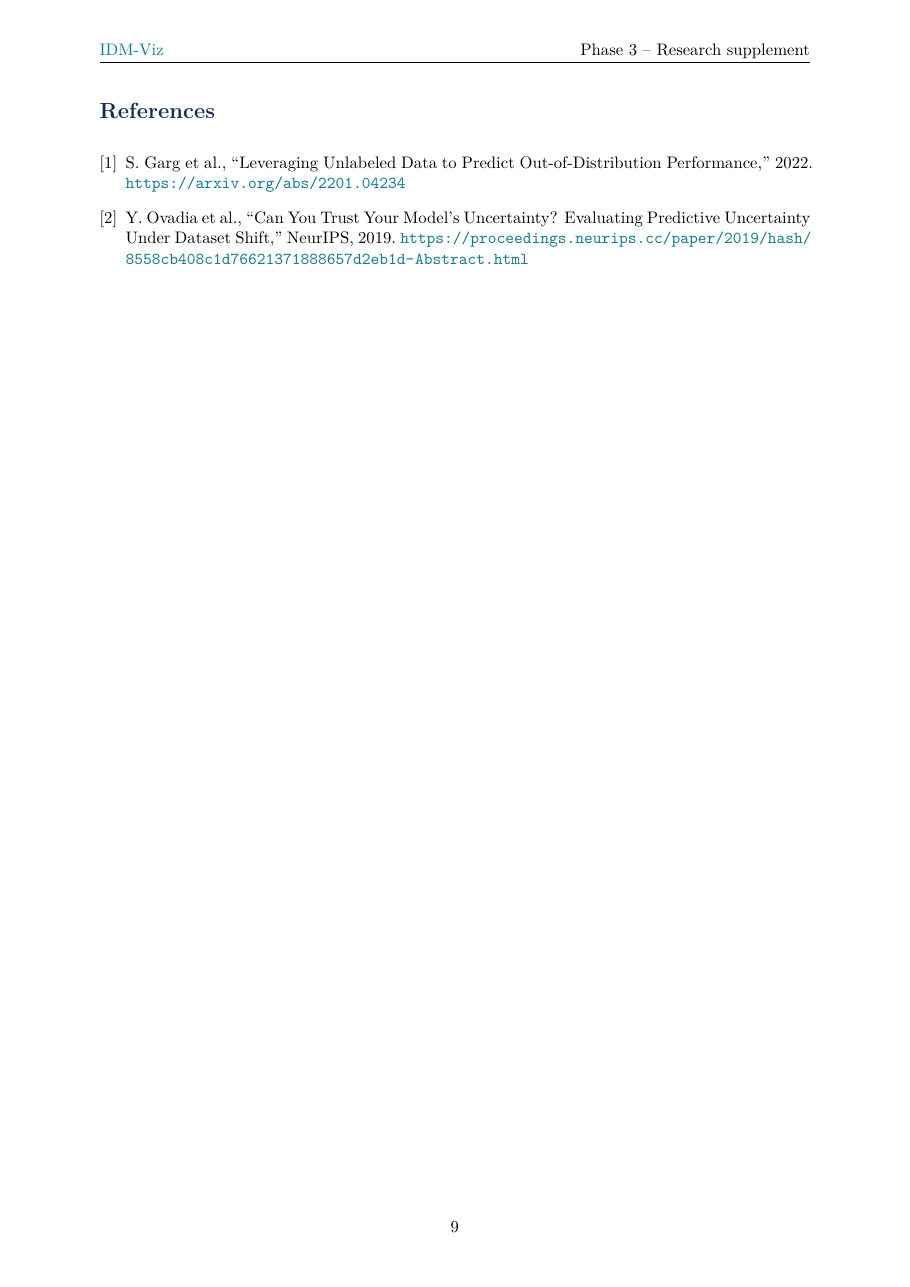 IDM-Viz Phase 3 – Research supplement
References
[1] S. Garg et al., “Leveraging Unlabeled Data to Predict Out-of-Distribution Performance,” 2022.
https://arxiv.org/abs/2201.04234
[2] Y. Ovadia et al., “Can You Trust Your Model’s Uncertainty? Evaluating Predictive Uncertainty
Under Dataset Shift,” NeurIPS, 2019. https://proceedings.neurips.cc/paper/2019/hash/
8558cb408c1d76621371888657d2eb1d-Abstract.html
9